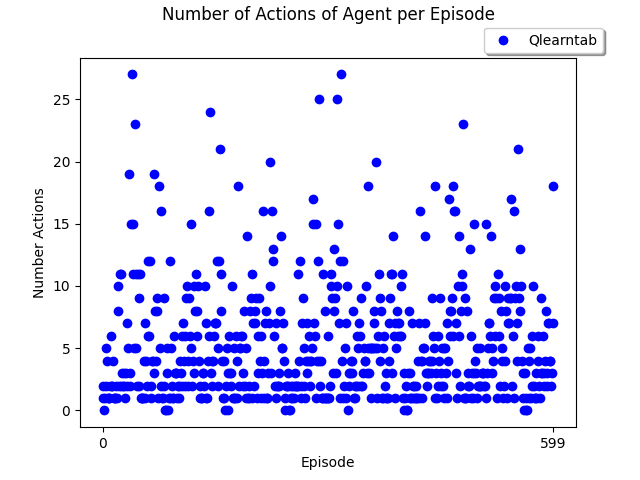 Number of Actions of Agent per Episode
Qlearntab
25
20
15
10
5
0
Number Actions
0 599
Episode